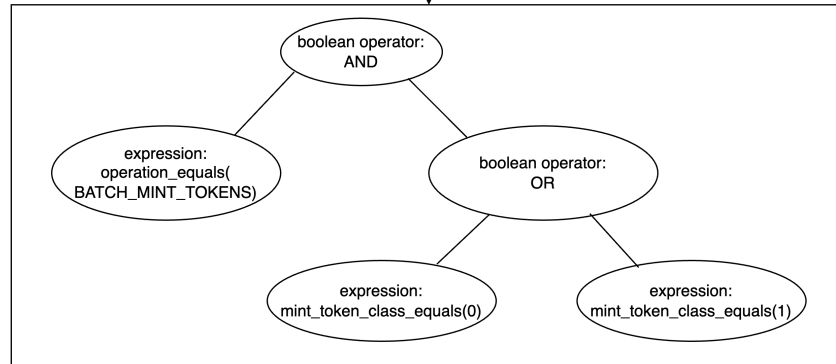 boolean operator:
AND
expression:
operation_equals(
BATCH_MINT_TOKENS)
boolean operator:
OR
expression:
mint_token_class_equals(0)
expression:
mint_token_class_equals(1)